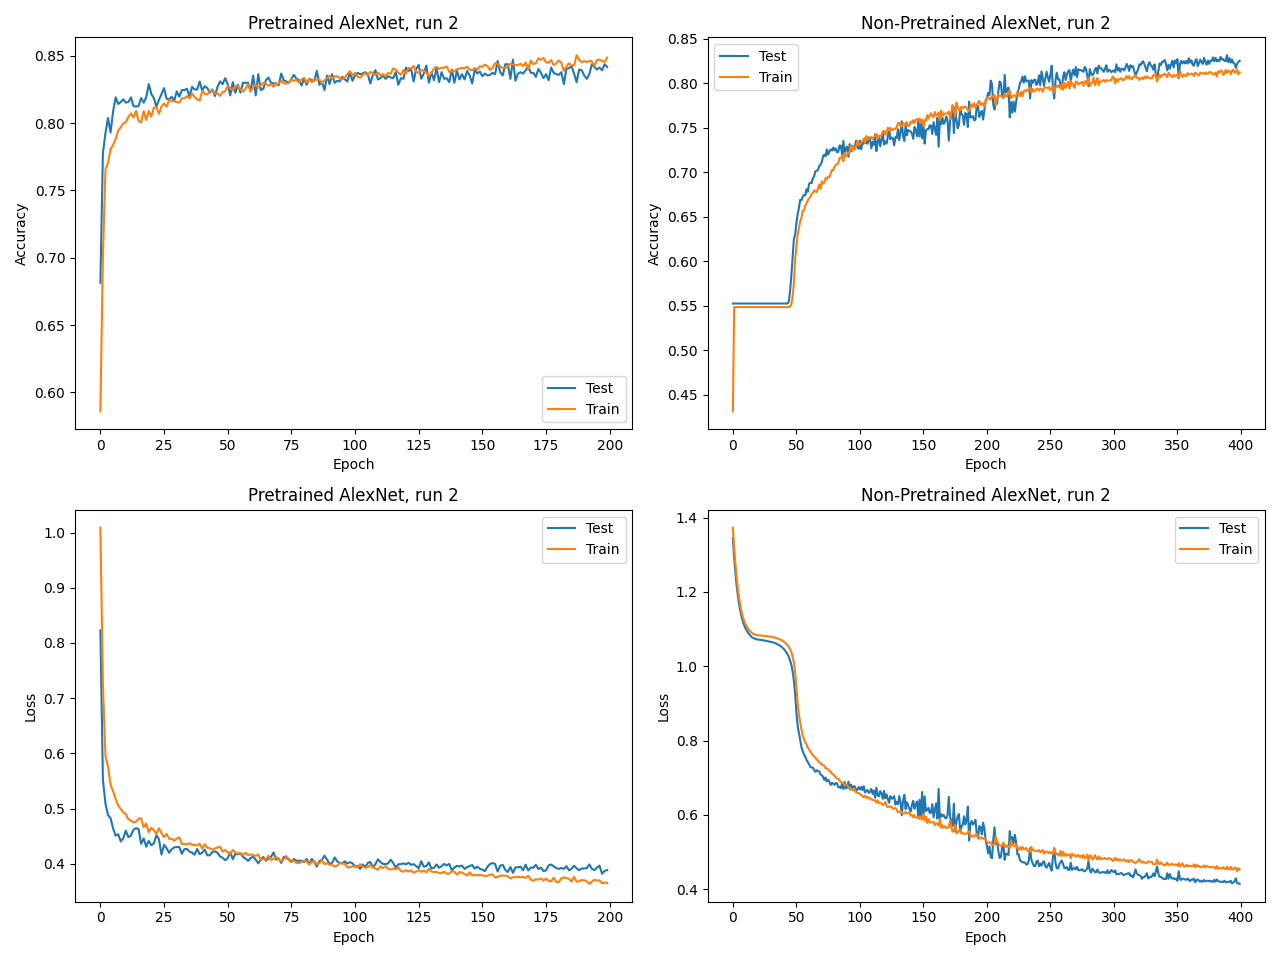 Pretrained AlexNet, run 2
Accuracy
0.85
0.80
0.75
0.70
0.65
0.60
Test
Train
0 25 50 75 100 125 150 175 200
Epoch
Non-Pretrained AlexNet, run 2
Accuracy
0.85
0.80
0.75
0.70
0.65
0.60
0.55
0.50
0.45
Test
Train
0 50 100 150 200 250 300 350 400
Epoch
Pretrained AlexNet, run 2
Loss
1.0
0.9
0.8
0.7
0.6
0.5
0.4
Test
Train
0 25 50 75 100 125 150 175 200
Epoch
Non-Pretrained AlexNet, run 2
Loss
1.4
1.2
1.0
0.8
0.6
0.4
Test
Train
0 50 100 150 200 250 300 350 400
Epoch